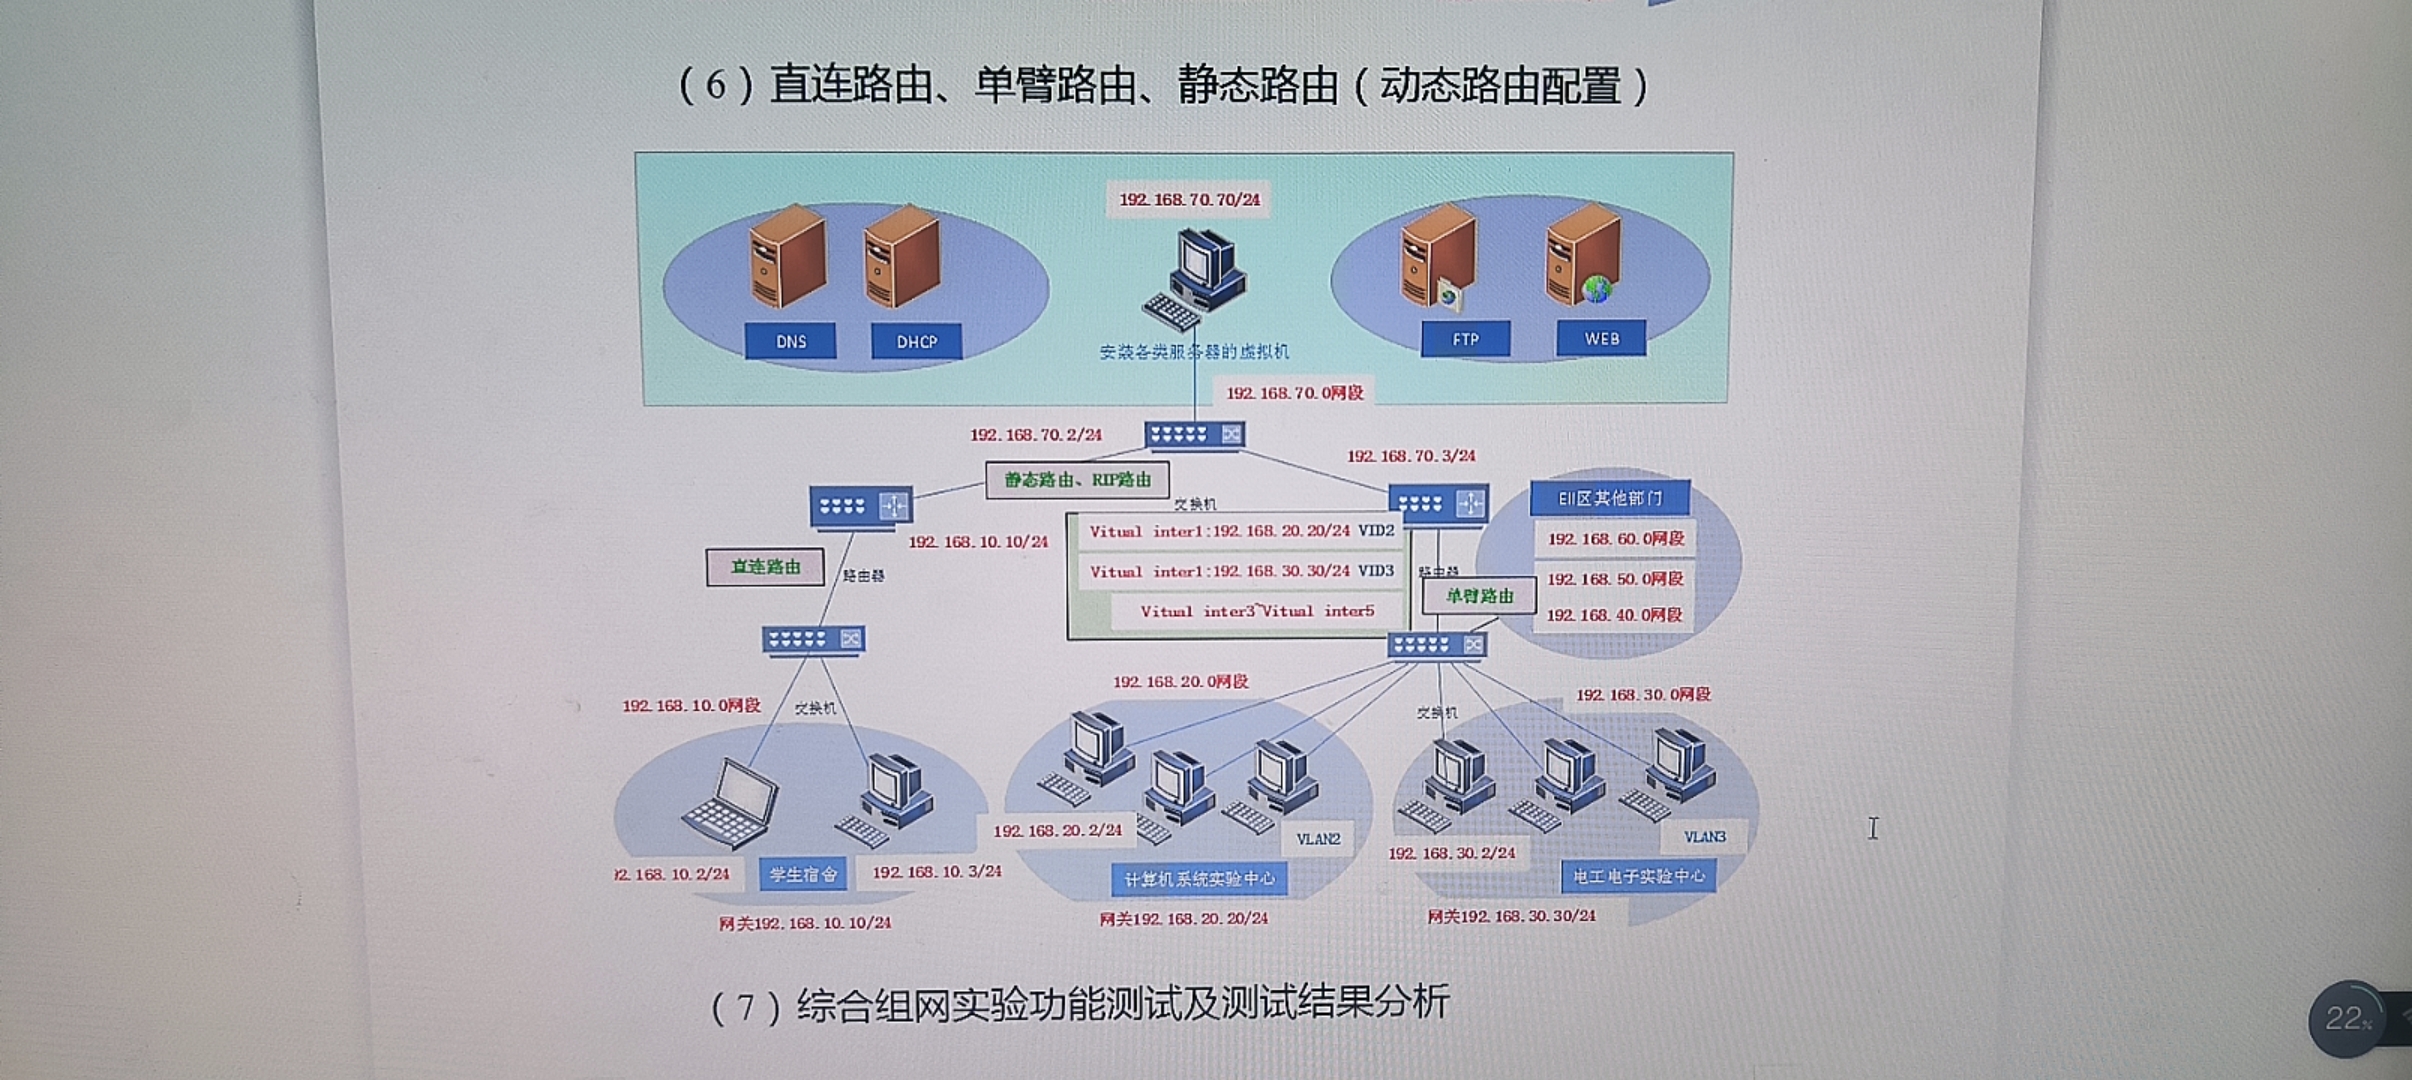 （6）直连路由、单臂路由、静态路由（动态路由配置）
192.168.70.70/24
DNS
DHCP
FTP
WEB
安装各类服务器的虚拟机
192.168.70.0网段
192.168.70.2/24
192.168.70.3/24
静态路由、RIP路由
交换机
EII区其他部门
Vitual inter1:192.168.20.20/24 VID2
192.168.60.0网段
192.168.10.10/24
直连路由
路由器
Vitual inter1:192.168.30.30/24 VID3
路由器
192.168.50.0网段
单臂路由
Vitual inter3~Vitual inter5
192.168.40.0网段
192.168.20.0网段
192.168.30.0网段
192.168.10.0网段
交换机
交换机
192.168.20.2/24
VLAN2
VLAN3
192.168.30.2/24
2.168.10.2/24
学生宿舍
192.168.10.3/24
计算机系统实验中心
电工电子实验中心
网关192.168.10.10/24
网关192.168.20.20/24
网关192.168.30.30/24
（7）综合组网实验功能测试及测试结果分析
22%